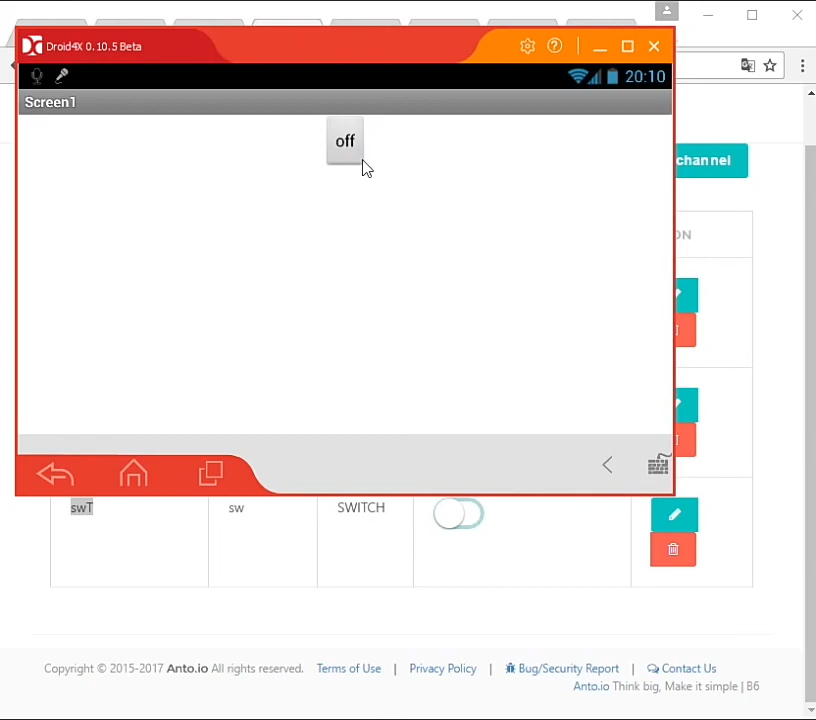 Droid4X 0.10.5 Beta
20:10
Screen1
off
channel
ON
swT
sw
SWITCH
Copyright © 2015-2017 Anto.io All rights reserved. Terms of Use | Privacy Policy | Bug/Security Report | Contact Us
Anto.io Think big, Make it simple | B6